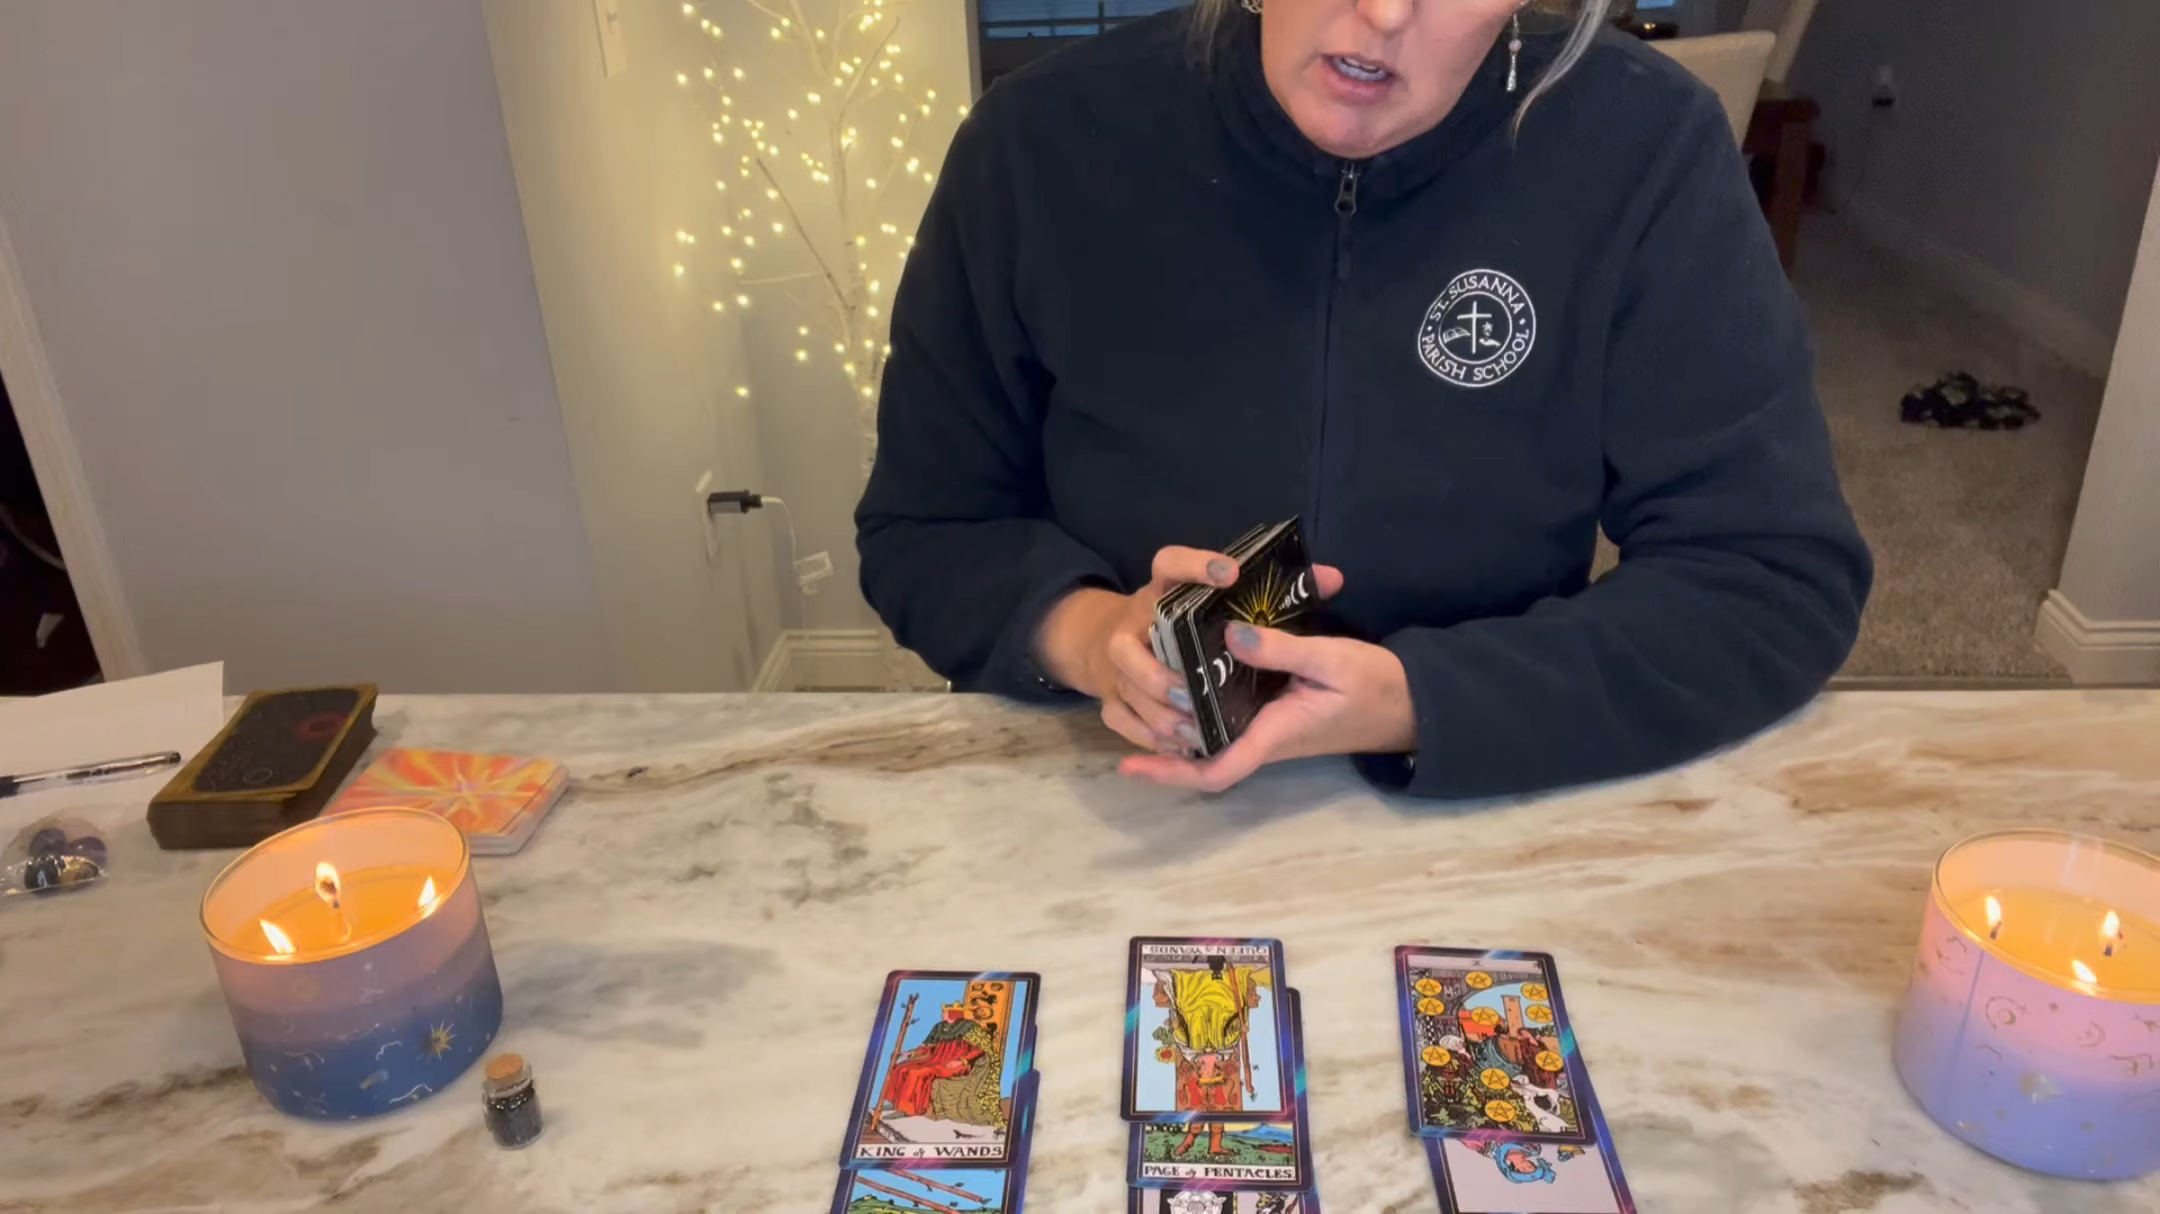 ST. SUSANNA
PARISH SCHOOL
QUEEN of WANDS
KING of WANDS
PAGE of PENTACLES
X